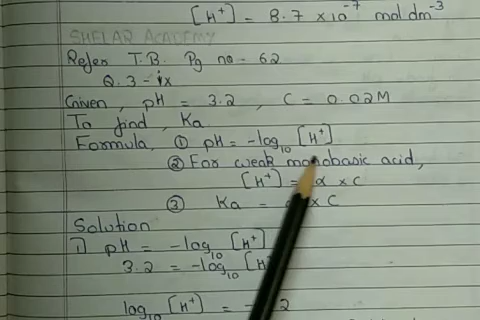 [H⁺] = 8.7 × 10⁻⁷ mol dm⁻³
SHELAR ACADEMY
Refer T.B. Pg no - 62
Q.3 - ix
Given, pH = 3.2, C = 0.02M
To find, Ka
Formula, ① pH = -log₁₀ [H⁺]
② For weak monobasic acid,
[H⁺] = α × C
③ Ka = × C
Solution
1) pH = -log₁₀ [H⁺]
3.2 = -log₁₀ [H
log₁₀ [H⁺] = - 2